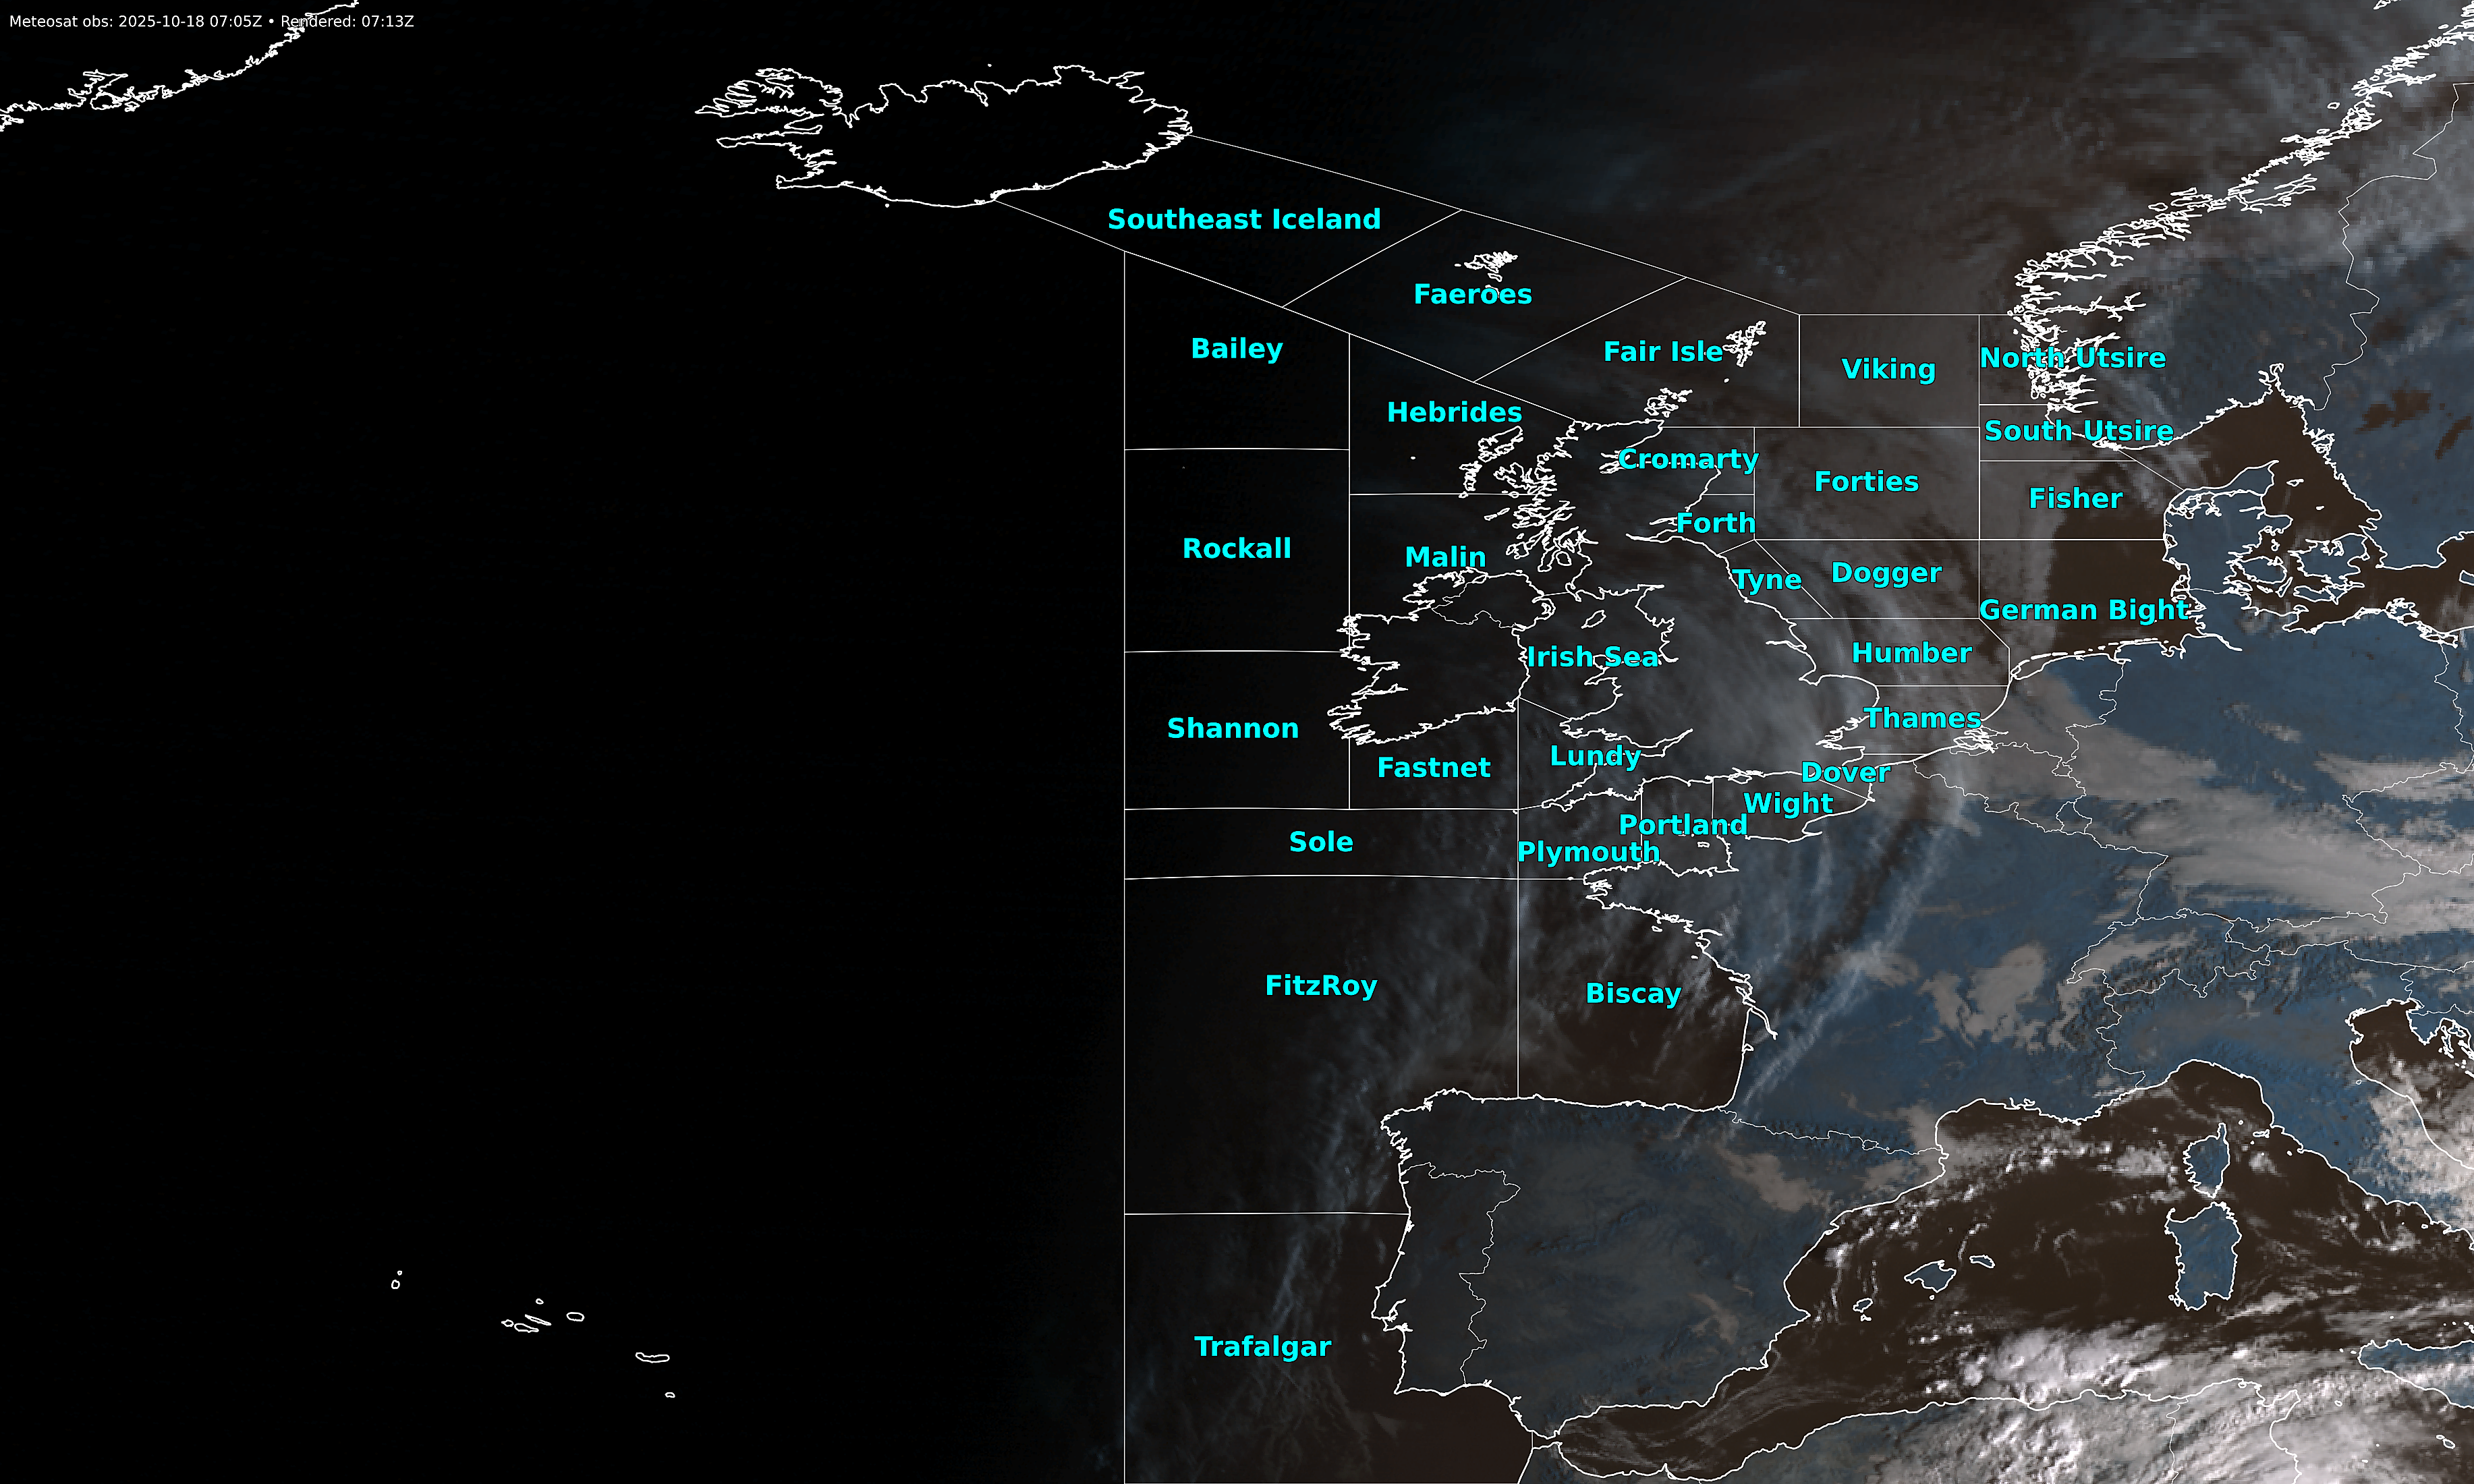 Meteosat obs: 2025-10-18 07:05Z • Rendered: 07:13Z
Southeast Iceland
Faeroes
Bailey
Fair Isle
Viking
North Utsire
Hebrides
South Utsire
Cromarty
Forties
Fisher
Forth
Rockall
Malin
Tyne
Dogger
German Bight
Irish Sea
Humber
Thames
Shannon
Fastnet
Lundy
Dover
Wight
Portland
Sole
Plymouth
FitzRoy
Biscay
Trafalgar